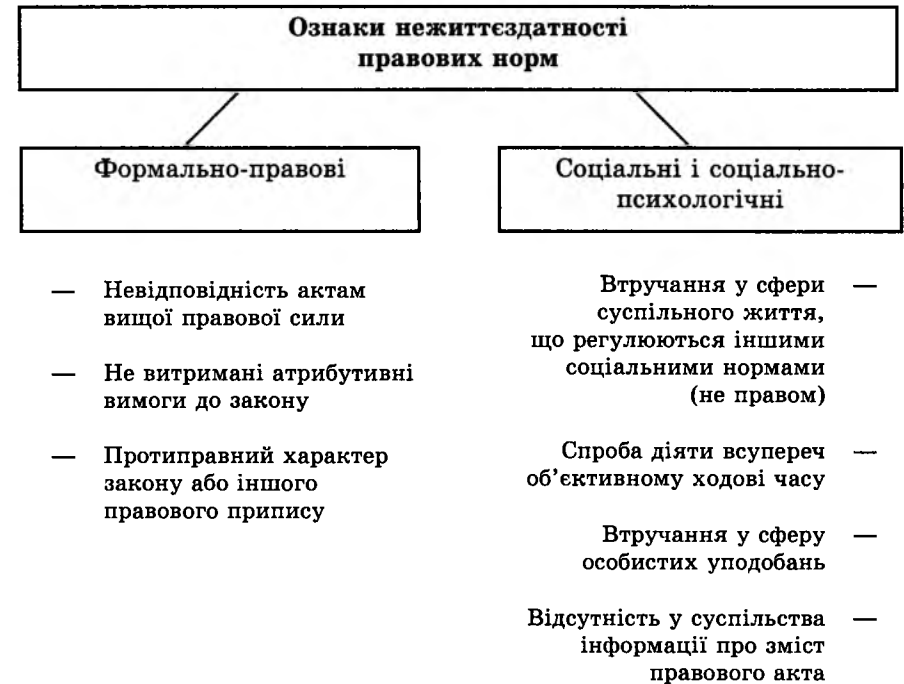 Ознаки нежиттєздатності
правових норм
Формально-правові
— Невідповідність актам
вищої правової сили
— Не витримані атрибутивні
вимоги до закону
— Протиправний характер
закону або іншого
правового припису
Соціальні і соціально-
психологічні
Втручання у сфери —
суспільного життя,
що регулюються іншими
соціальними нормами
(не правом)
Спроба діяти всупереч —
об’єктивному ходові часу
Втручання у сферу —
особистих уподобань
Відсутність у суспільства —
інформації про зміст
правового акта